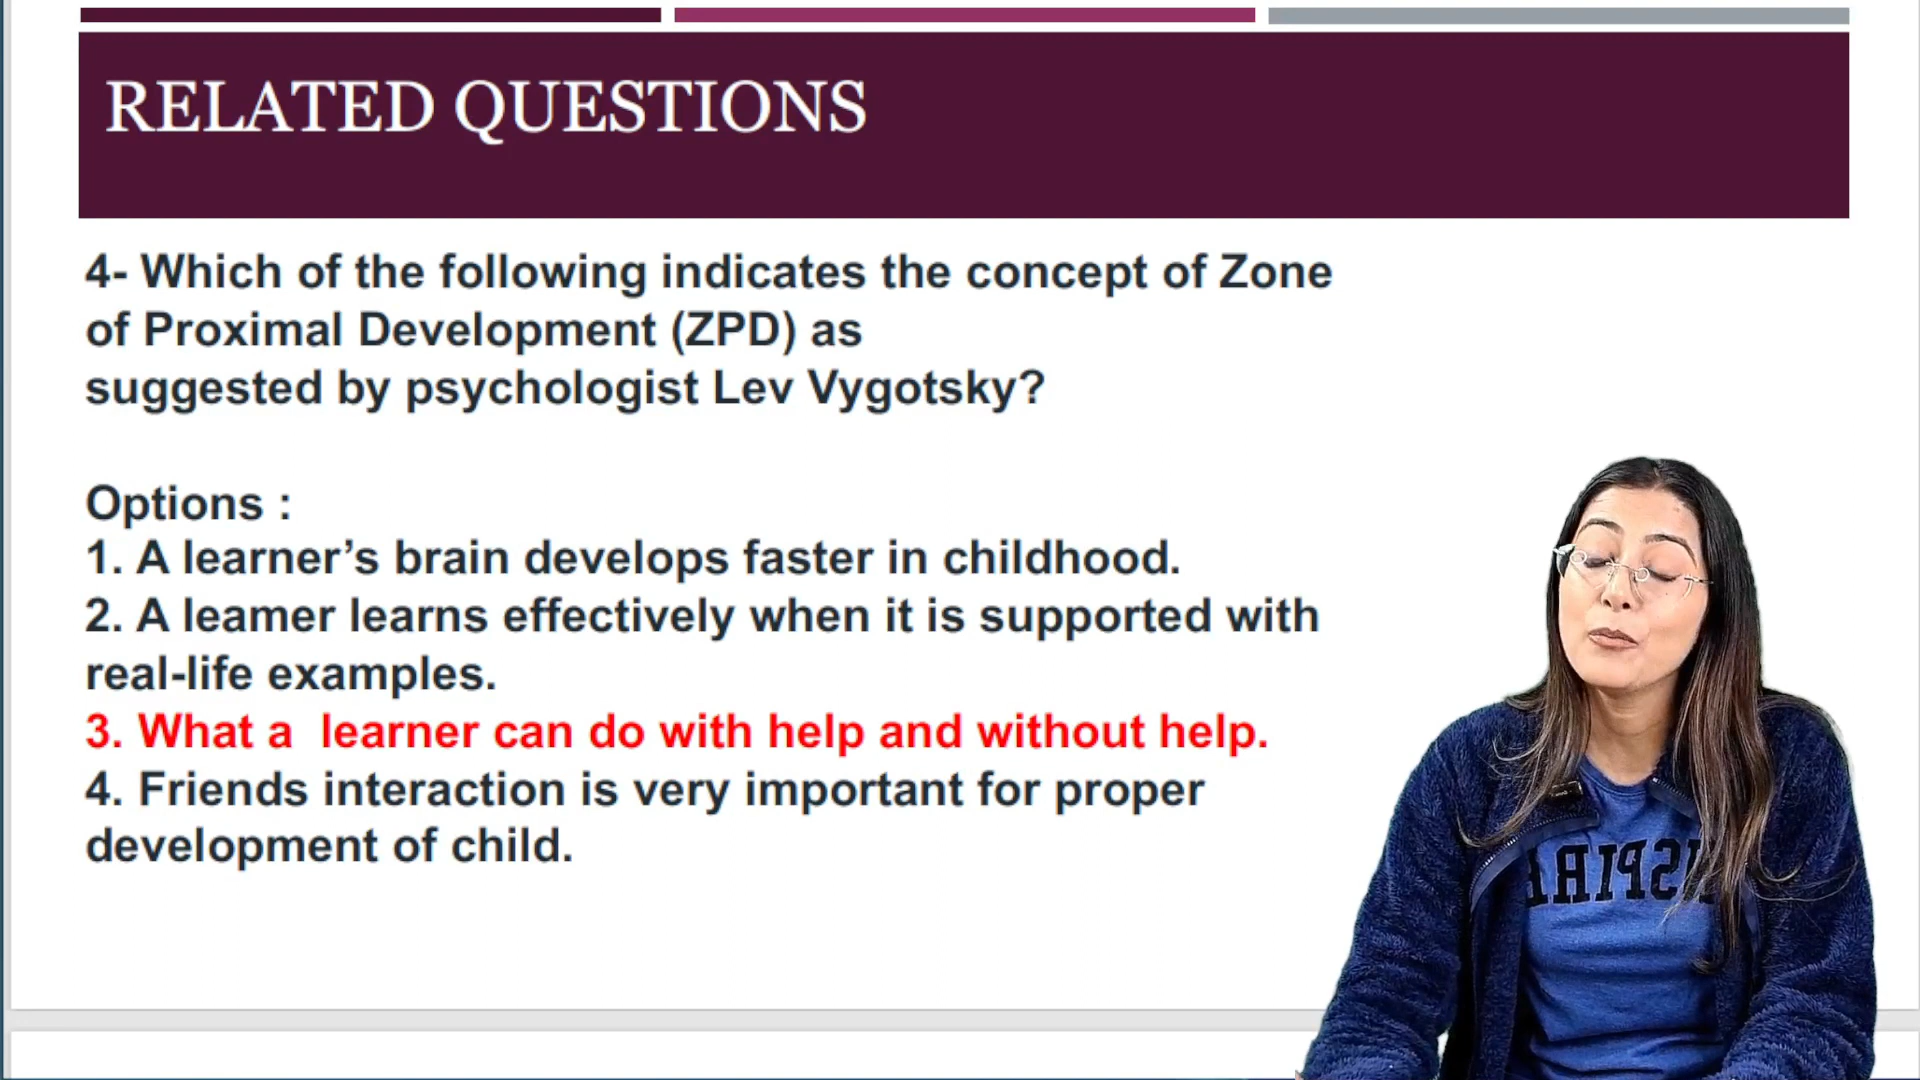 RELATED QUESTIONS
4- Which of the following indicates the concept of Zone
of Proximal Development (ZPD) as
suggested by psychologist Lev Vygotsky?
Options :
1. A learner’s brain develops faster in childhood.
2. A leamer learns effectively when it is supported with
real-life examples.
3. What a  learner can do with help and without help.
4. Friends interaction is very important for proper
development of child.